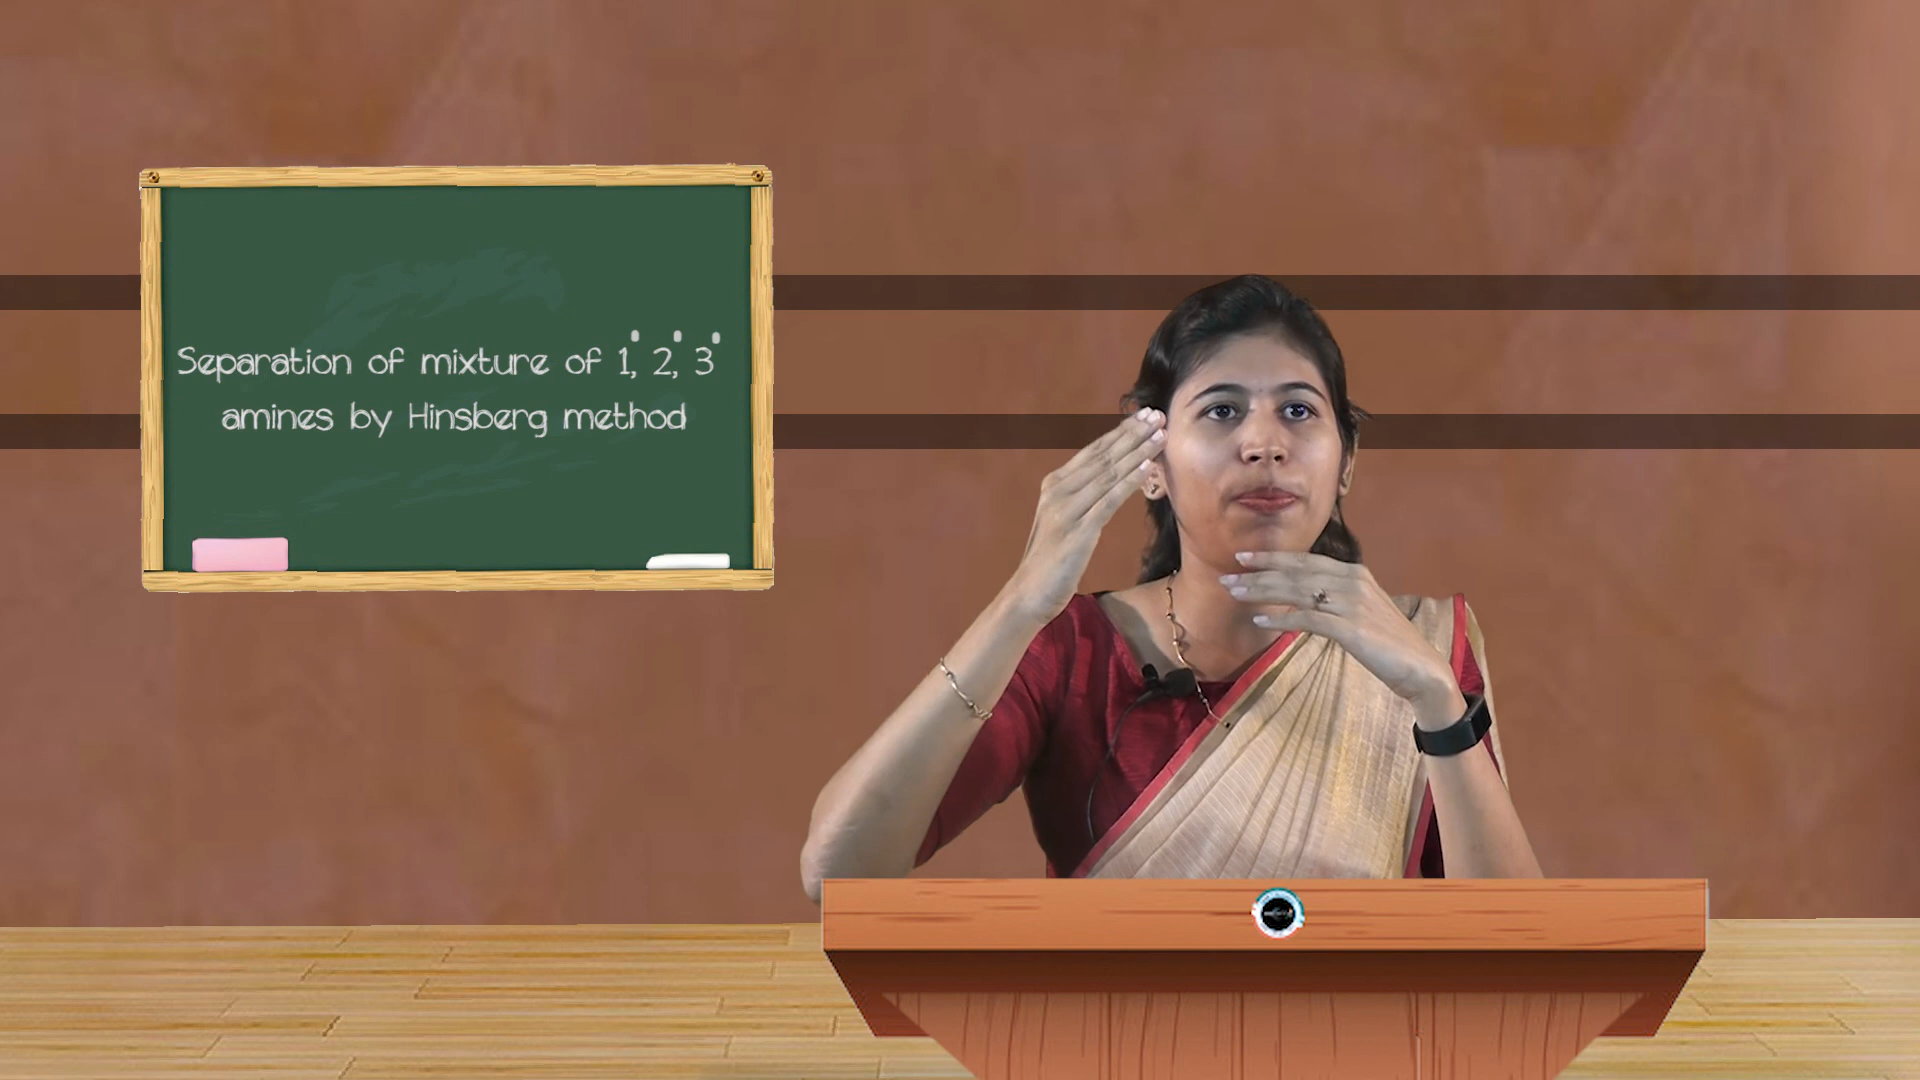 Separation of mixture of 1°, 2°, 3°
amines by Hinsberg method